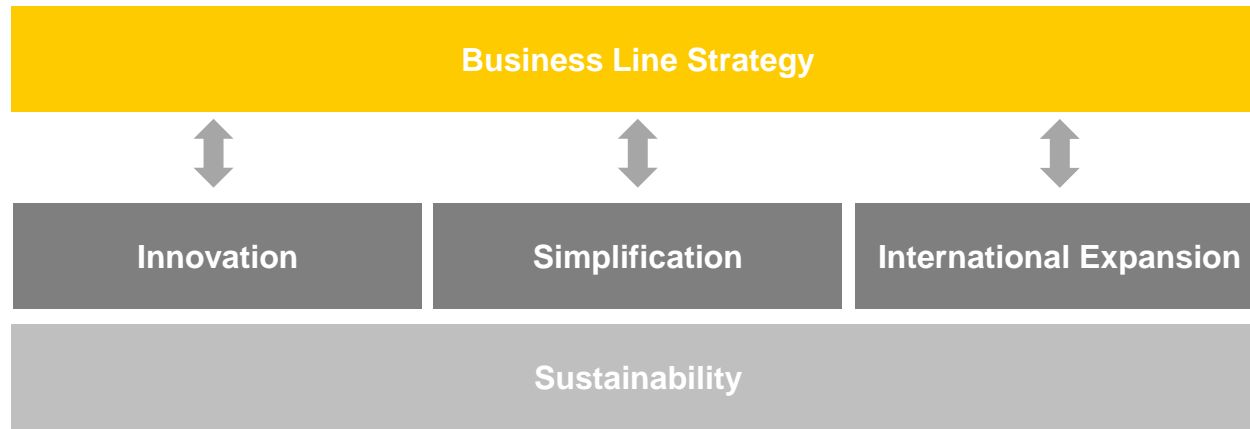 Business Line Strategy
Innovation
Simplification
International Expansion
Sustainability